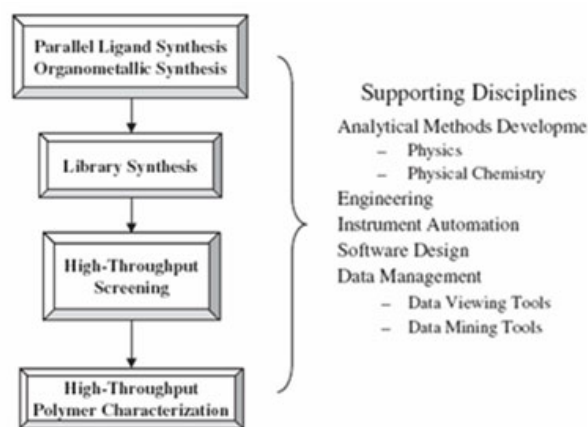 Parallel Ligand Synthesis
Organometallic Synthesis
Library Synthesis
High-Throughput
Screening
High-Throughput
Polymer Characterization
Supporting Disciplines
Analytical Methods Developme
– Physics
– Physical Chemistry
Engineering
Instrument Automation
Software Design
Data Management
– Data Viewing Tools
– Data Mining Tools